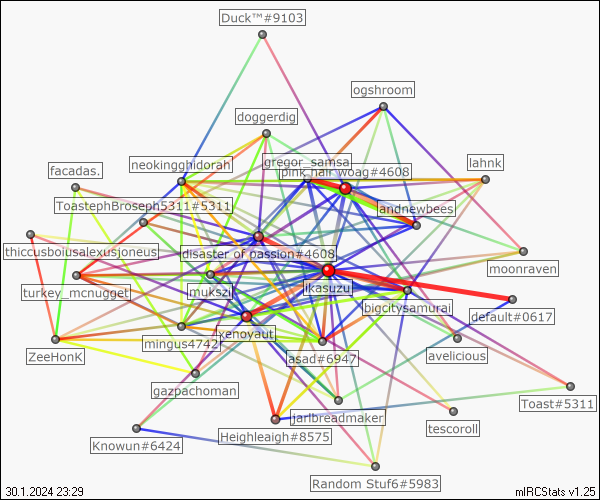 Duck™#9103
ogshroom
doggerdig
gregor_samsa
neokingghidorah
pink hair woag#4608
lahnk
facadas.
Toasteph5roseph5311#5311
andnewbees
thiccusboiusalexusjoneus
disaster of passion#4608
moonraven
turkey_mcnugget
mukszi
ikasuzu
bigcitysamurai
default#0617
xenoyaut
mingus4742
asad#6947
avelicious
ZeeHonK
gazpachoman
Toast#5311
jarlbreadmaker
tescoroll
Knowun#6424
Heighleigh#8575
Random Stuf6#5983
30.1.2024 23:29
mIRCStats v1.25